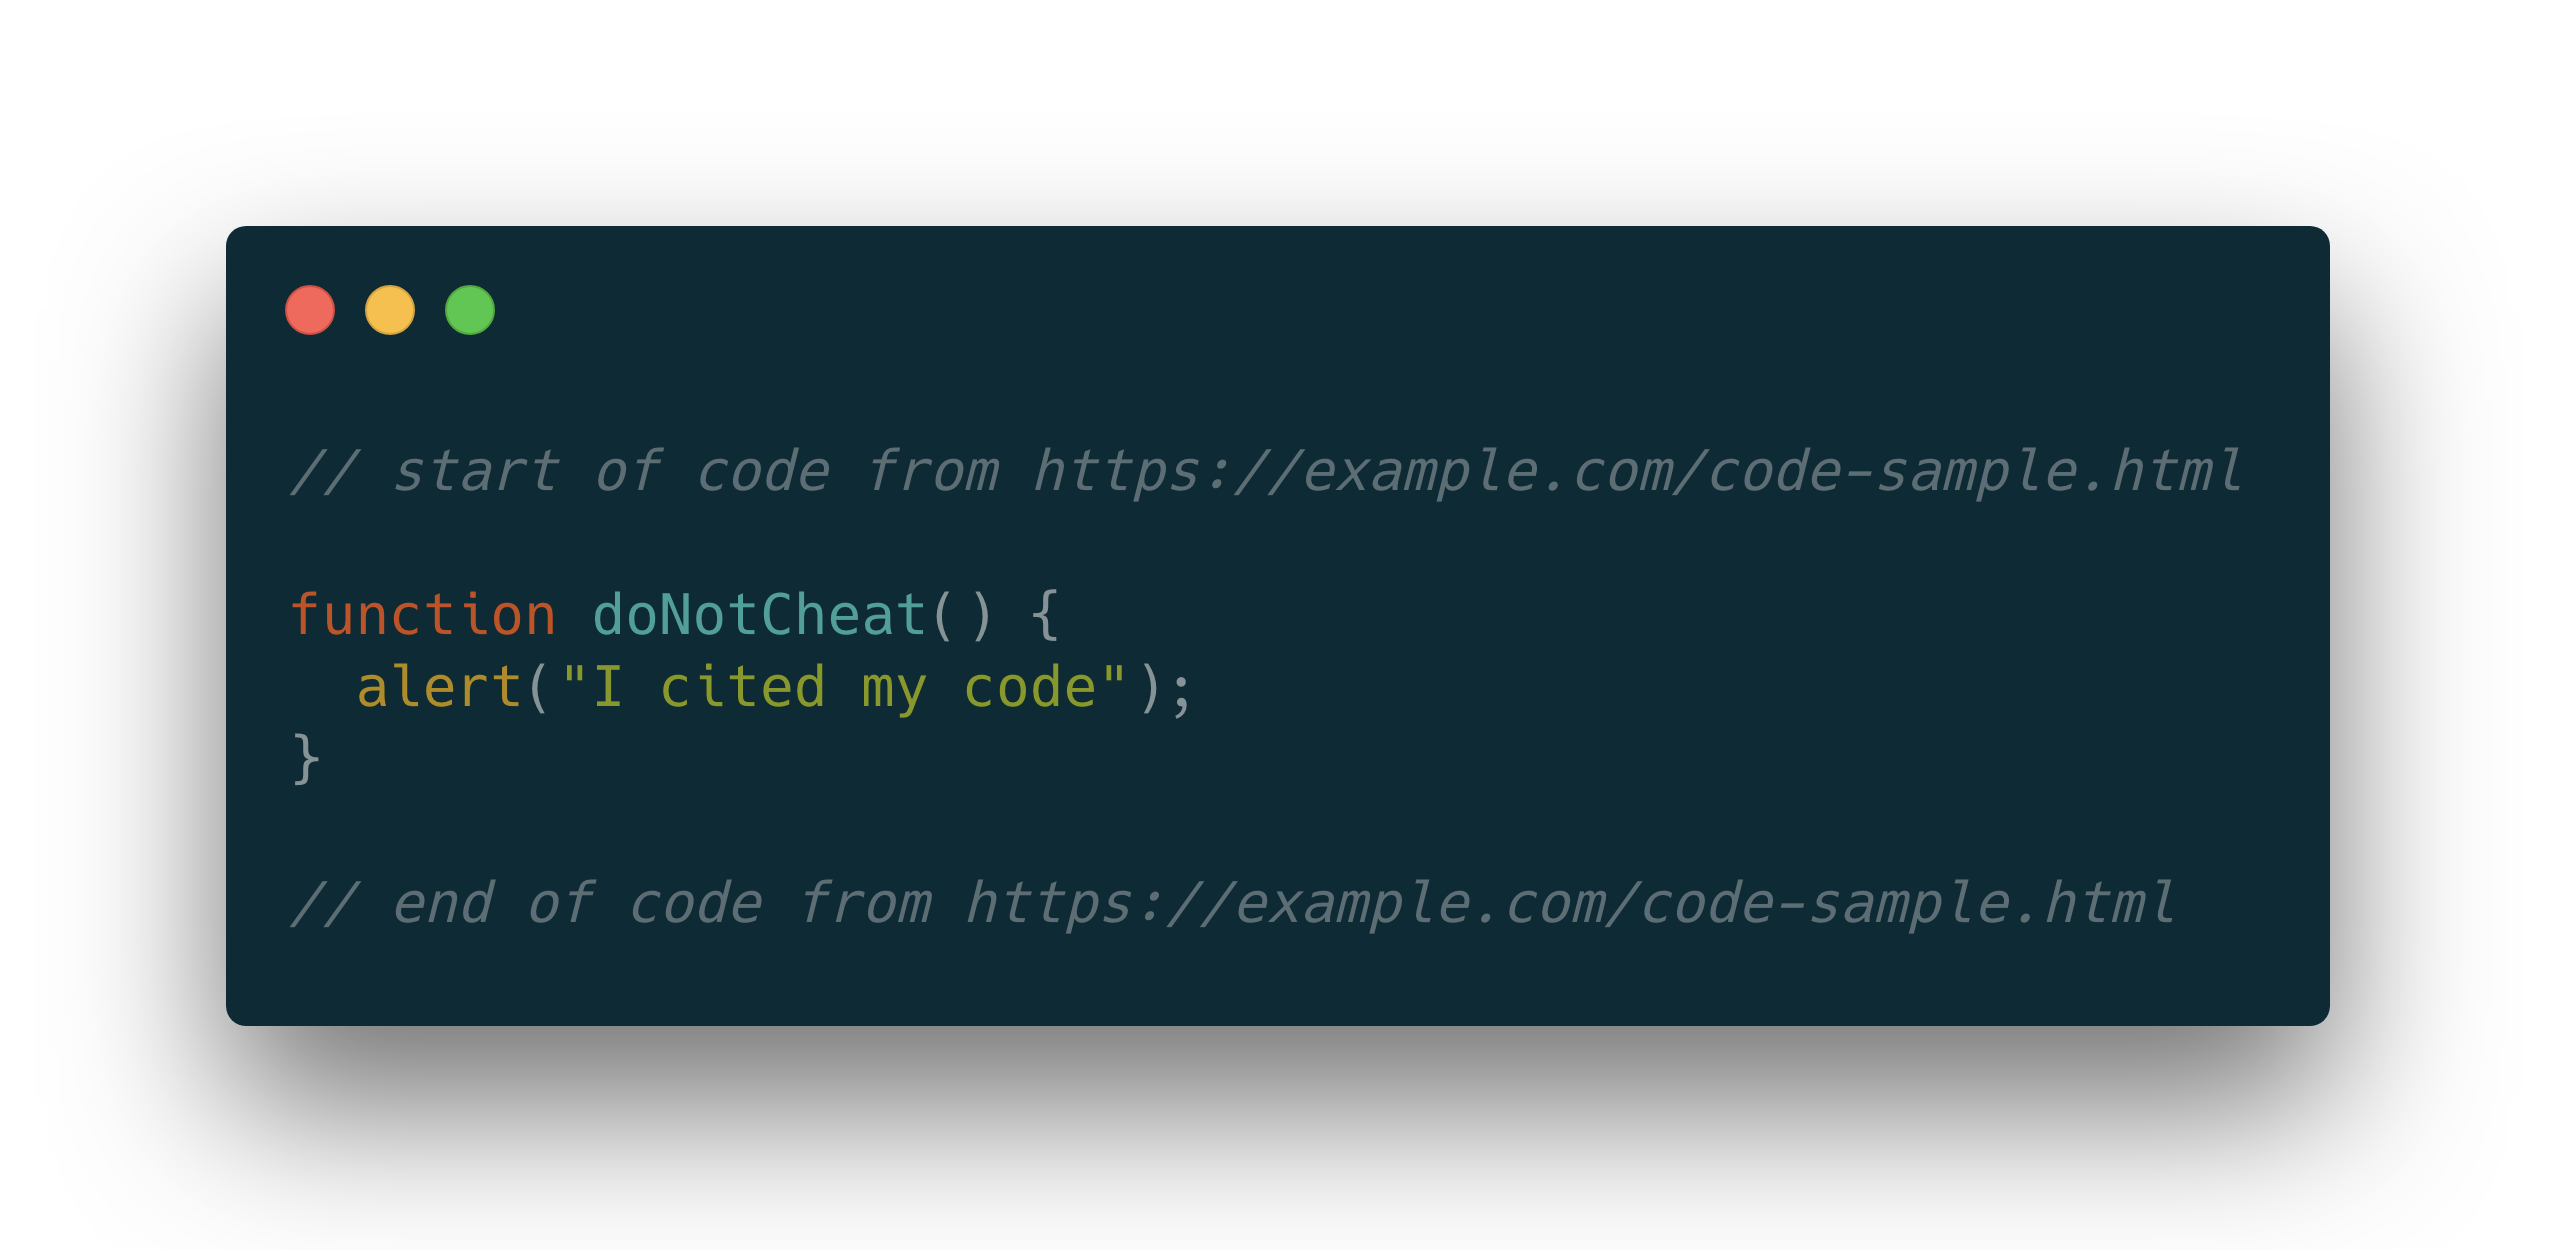 // start of code from https://example.com/code-sample.html
function doNotCheat() {
  alert("I cited my code");
}
// end of code from https://example.com/code-sample.html